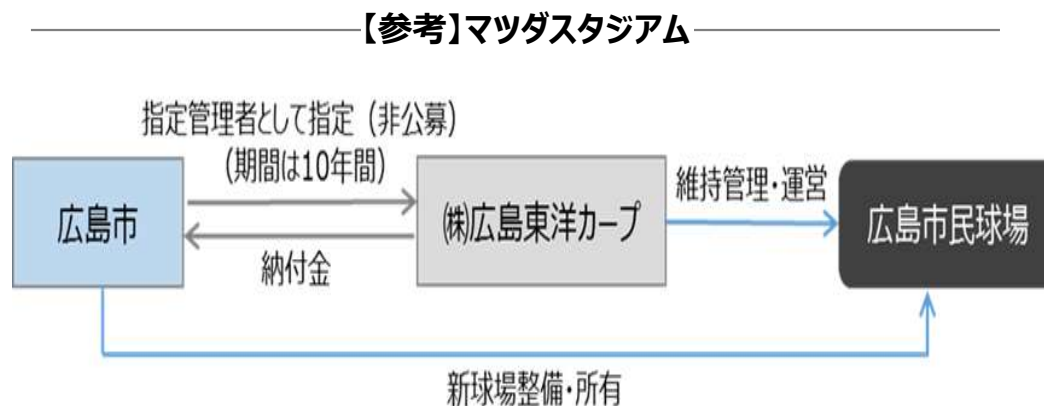 【参考】マツダスタジアム
指定管理者として指定（非公募）
（期間は10年間）
広島市
㈱広島東洋カープ
維持管理・運営
広島市民球場
納付金
新球場整備・所有